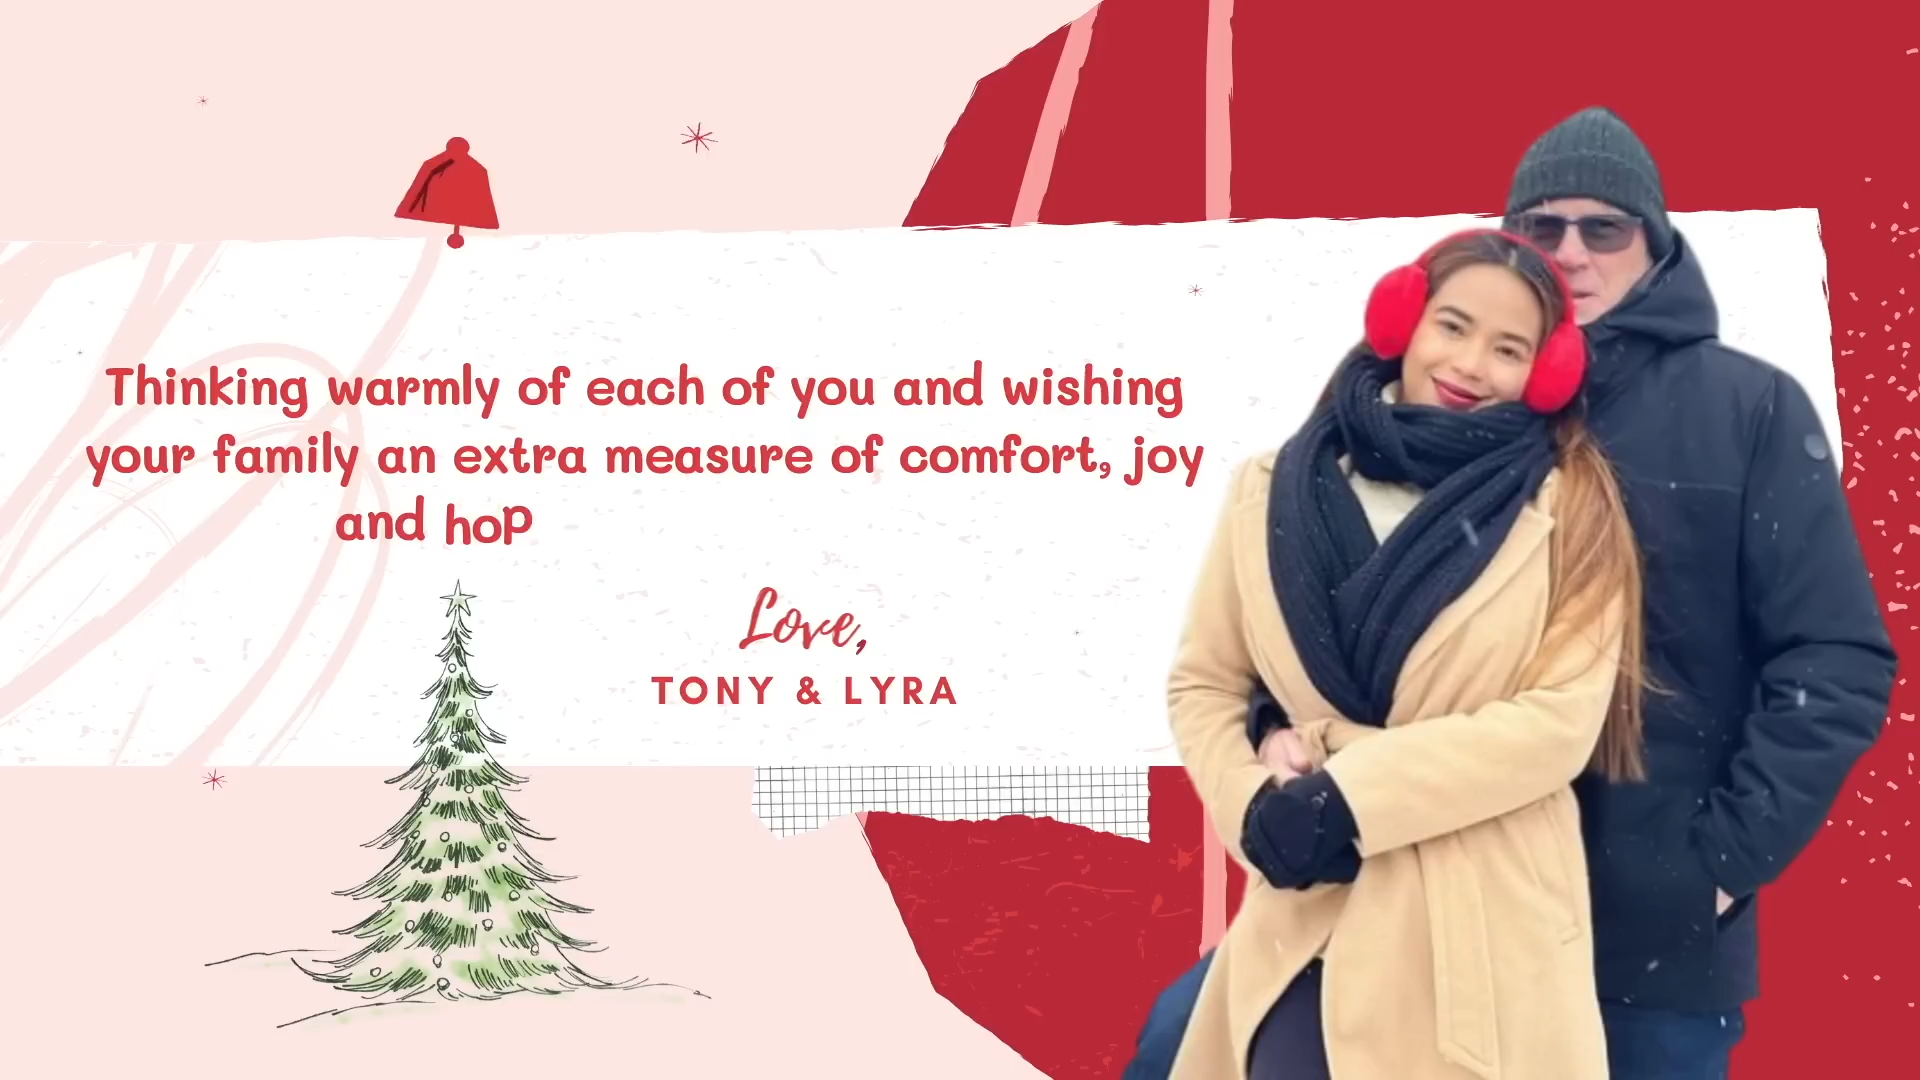 Thinking warmly of each of you and wishing
your family an extra measure of comfort, joy
and hop
Love,
TONY & LYRA